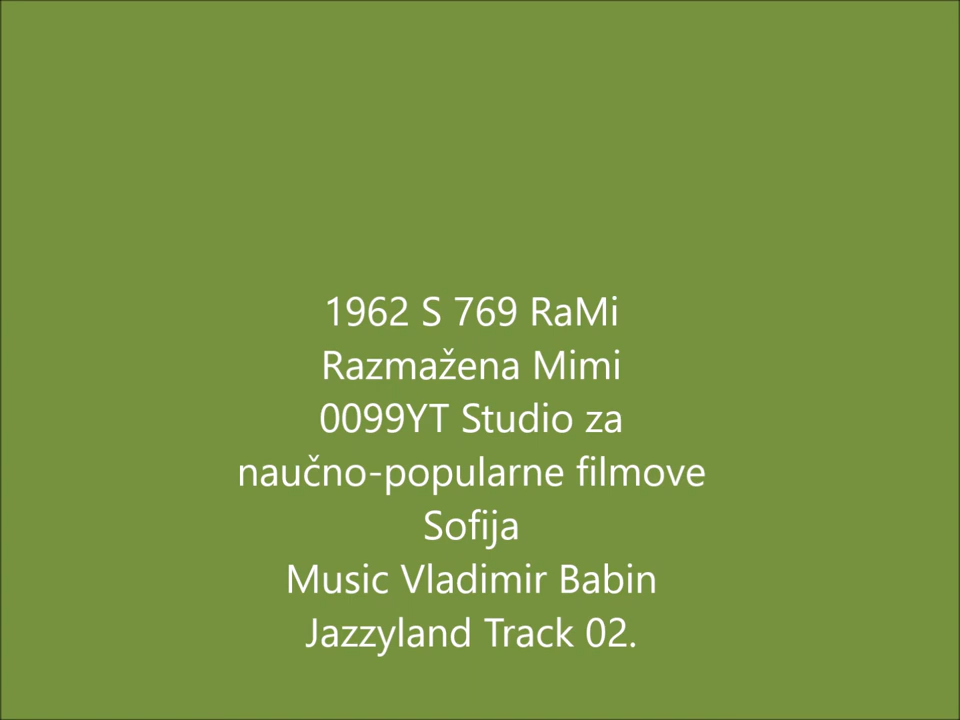 1962 S 769 RaMi
Razmažena Mimi
0099YT Studio za
naučno-popularne filmove
Sofija
Music Vladimir Babin
Jazzyland Track 02.